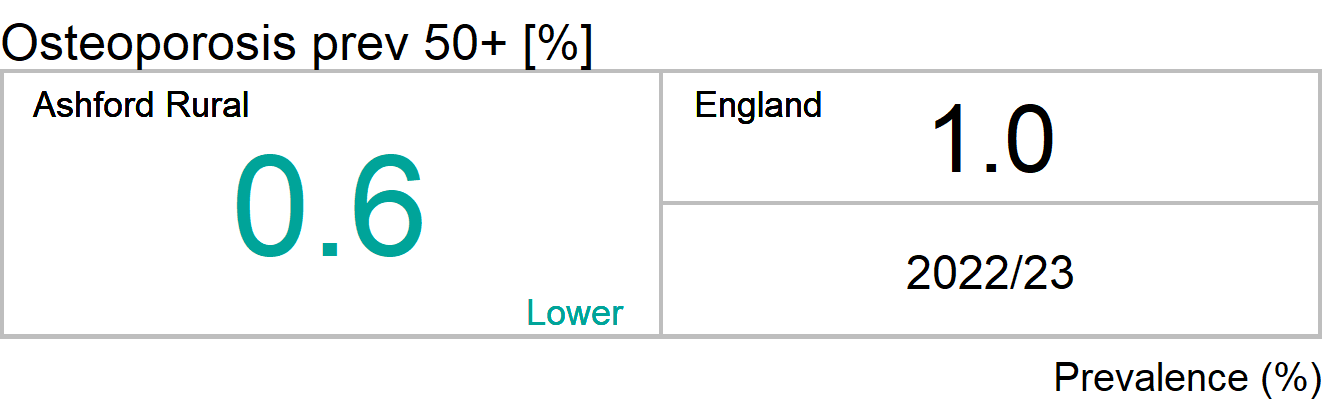 Osteoporosis prev 50+ [%]
Ashford Rural
0.6
Lower
England
1.0
2022/23
Prevalence (%)